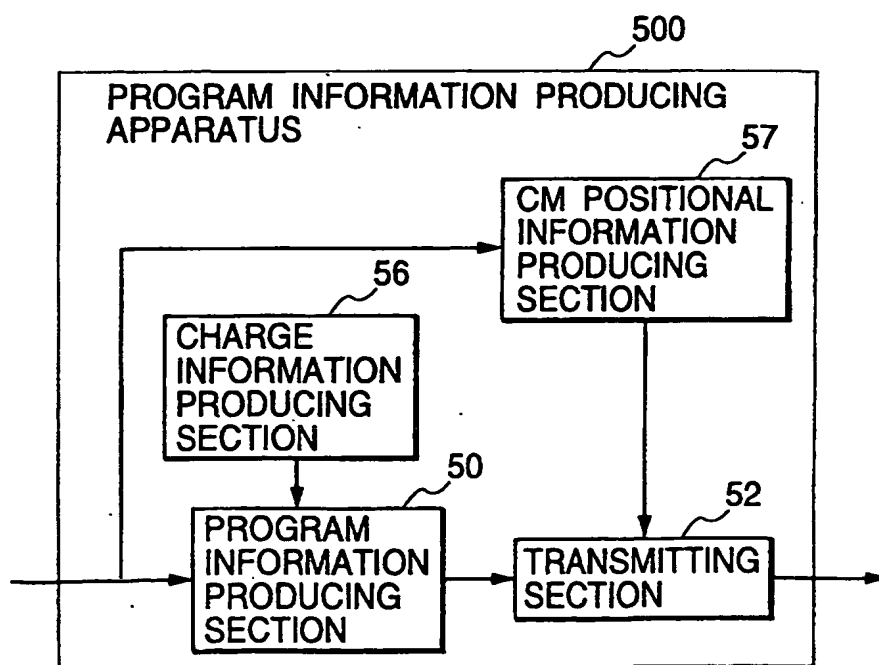 500
PROGRAM INFORMATION PRODUCING
APPARATUS
57
CM POSITIONAL
INFORMATION
PRODUCING
SECTION
56
CHARGE
INFORMATION
PRODUCING
SECTION
50
PROGRAM
INFORMATION
PRODUCING
SECTION
52
TRANSMITTING
SECTION